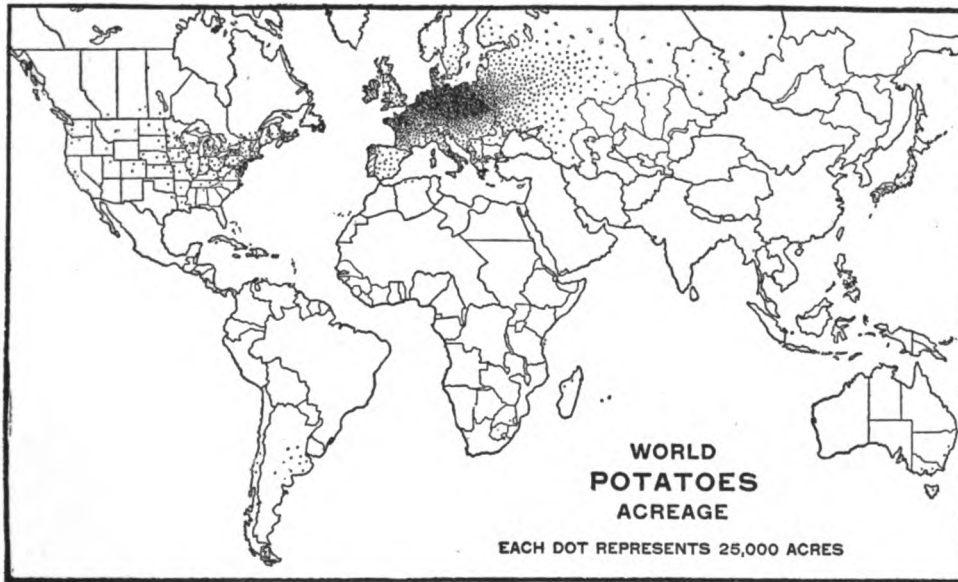 WORLD
POTATOES
ACREAGE
EACH DOT REPRESENTS 25,000 ACRES